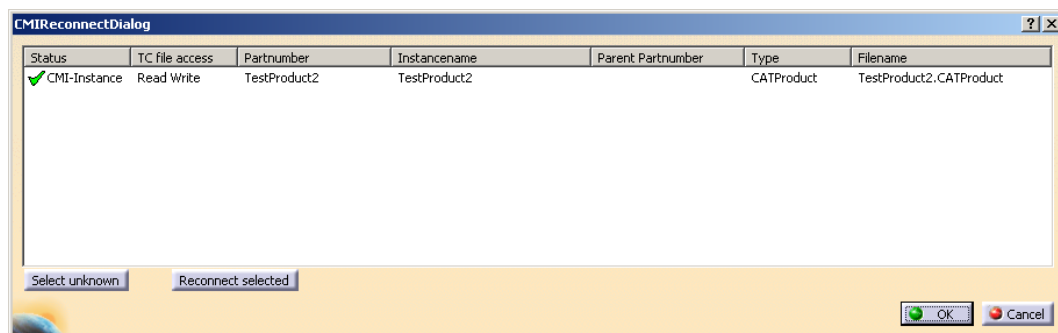 CMIReconnectDialog
Status TC file access Partnumber Instancename Parent Partnumber Type Filename
CMI-Instance Read Write TestProduct2 TestProduct2 CATProduct TestProduct2.CATProduct
Select unknown Reconnect selected
OK Cancel